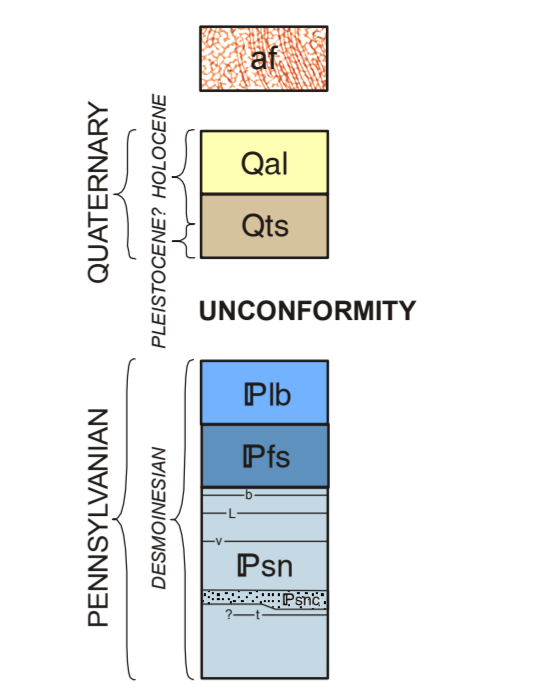 af
QUATERNARY
PLEISTOCENE? HOLOCENE
Qal
Qts
UNCONFORMITY
PENNSYLVANIAN
DESMOINESIAN
ℙlb
ℙfs
b
L
v
ℙsn
ℙsnc
?—t